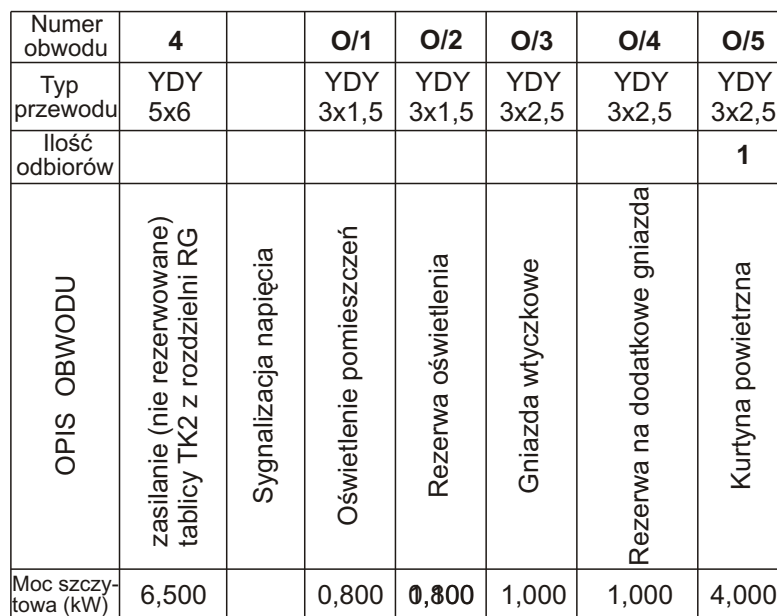 Numer obwodu 4 O/1 O/2 O/3 O/4 O/5
Typ przewodu YDY 5x6 YDY 3x1,5 YDY 3x1,5 YDY 3x2,5 YDY 3x2,5 YDY 3x2,5
Ilość odbiorów 1
OPIS OBWODU
zasilanie (nie rezerwowane)
tablicy TK2 z rozdzielni RG
Sygnalizacja napięcia
Oświetlenie pomieszczeń
Rezerwa oświetlenia
Gniazda wtyczkowe
Rezerwa na dodatkowe gniazda
Kurtyna powietrzna
Moc szczy-
towa (kW) 6,500 0,800 1,000 1,000 4,000